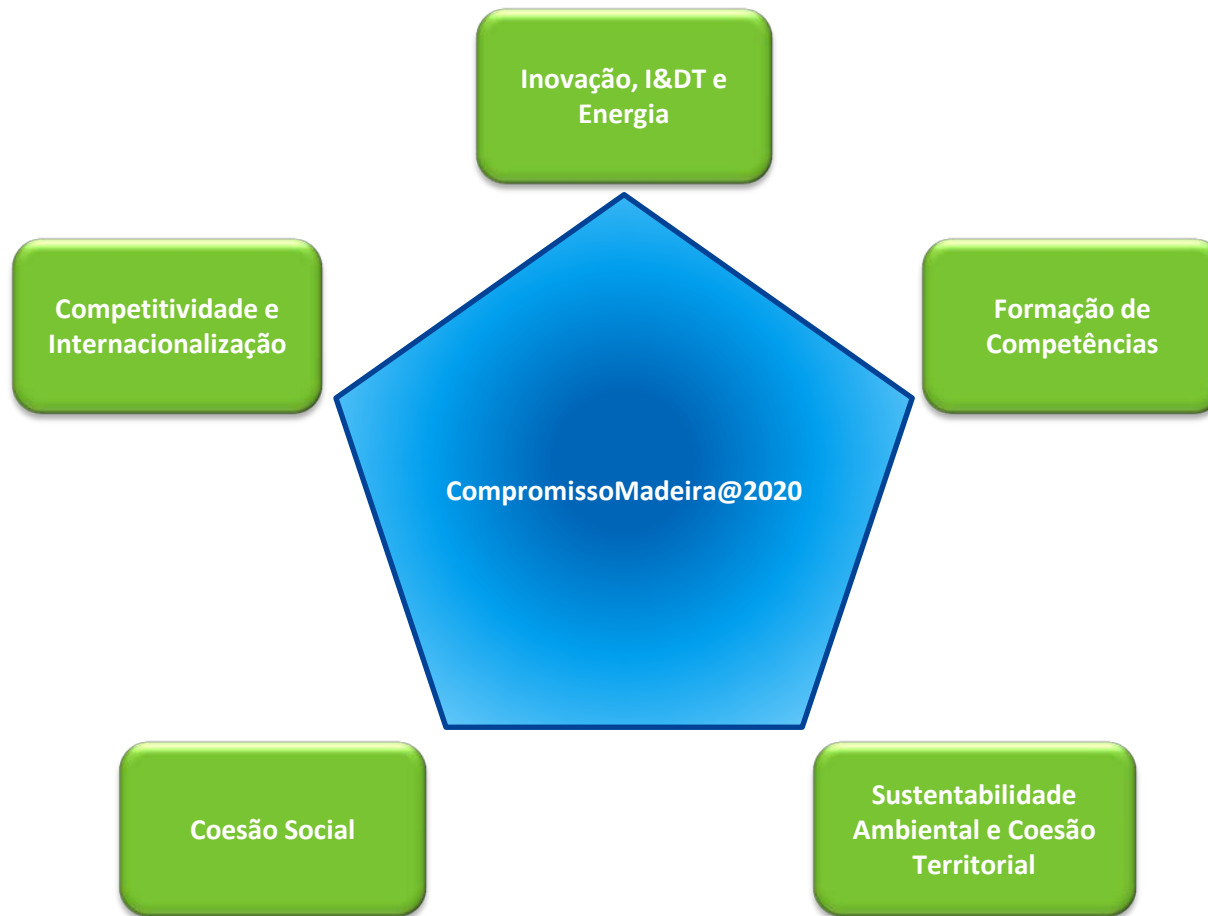 Inovação, I&DT e
Energia
Competitividade e
Internacionalização
Formação de
Competências
CompromissoMadeira@2020
Coesão Social
Sustentabilidade
Ambiental e Coesão
Territorial